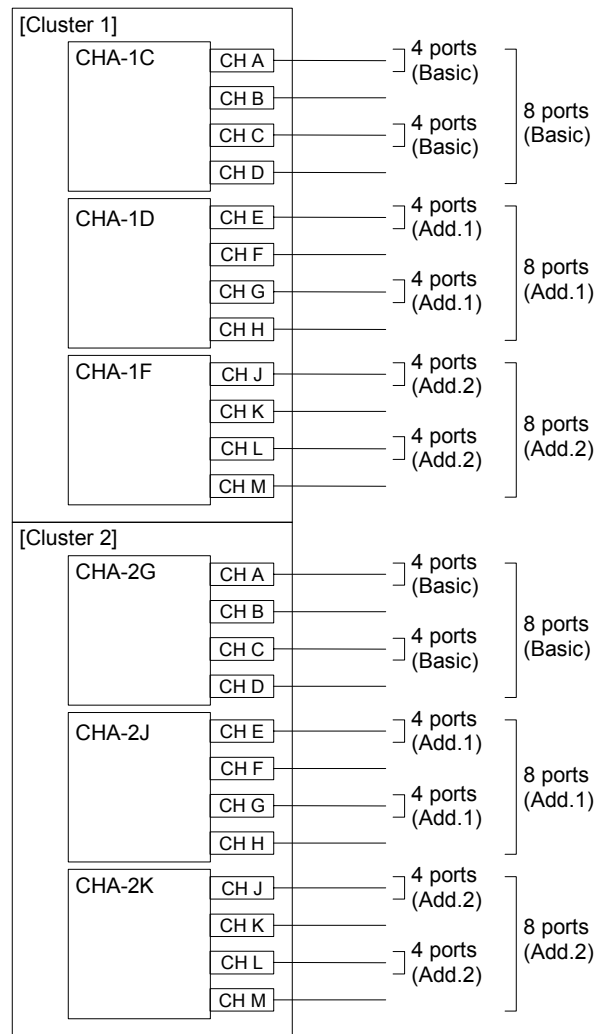 [Cluster 1]
CHA-1C
CH A
4 ports
(Basic)
CH B
CH C
4 ports
(Basic)
CH D
8 ports
(Basic)
CHA-1D
CH E
4 ports
(Add.1)
CH F
CH G
4 ports
(Add.1)
CH H
8 ports
(Add.1)
CHA-1F
CH J
4 ports
(Add.2)
CH K
CH L
4 ports
(Add.2)
CH M
8 ports
(Add.2)
[Cluster 2]
CHA-2G
CH A
4 ports
(Basic)
CH B
CH C
4 ports
(Basic)
CH D
8 ports
(Basic)
CHA-2J
CH E
4 ports
(Add.1)
CH F
CH G
4 ports
(Add.1)
CH H
8 ports
(Add.1)
CHA-2K
CH J
4 ports
(Add.2)
CH K
CH L
4 ports
(Add.2)
CH M
8 ports
(Add.2)